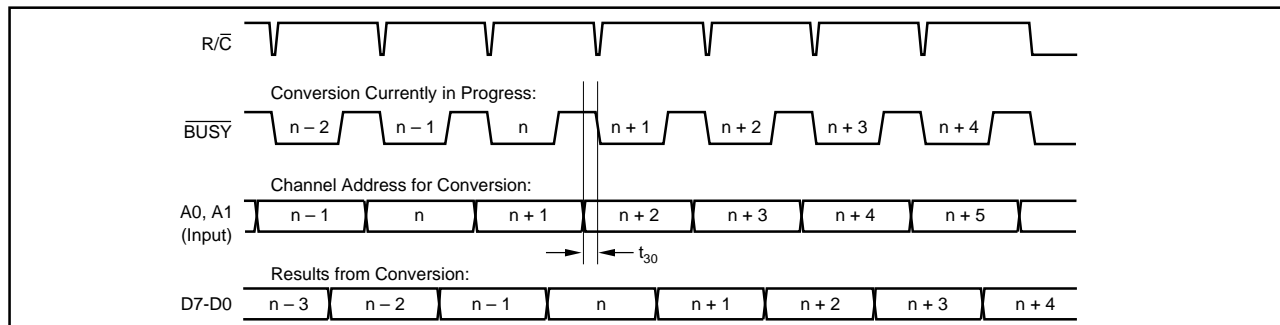 R/C̅
Conversion Currently in Progress:
B̅U̅S̅Y̅ n – 2 n – 1 n n + 1 n + 2 n + 3 n + 4
Channel Address for Conversion:
A0, A1 n – 1 n n + 1 n + 2 n + 3 n + 4 n + 5
(Input)
t30
Results from Conversion:
D7-D0 n – 3 n – 2 n – 1 n n + 1 n + 2 n + 3 n + 4